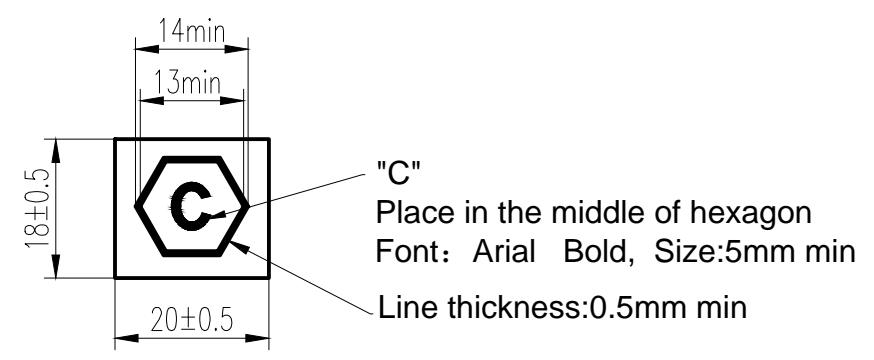 14min
13min
18±0.5
C
20±0.5
"C"
Place in the middle of hexagon
Font：Arial Bold, Size:5mm min
Line thickness:0.5mm min